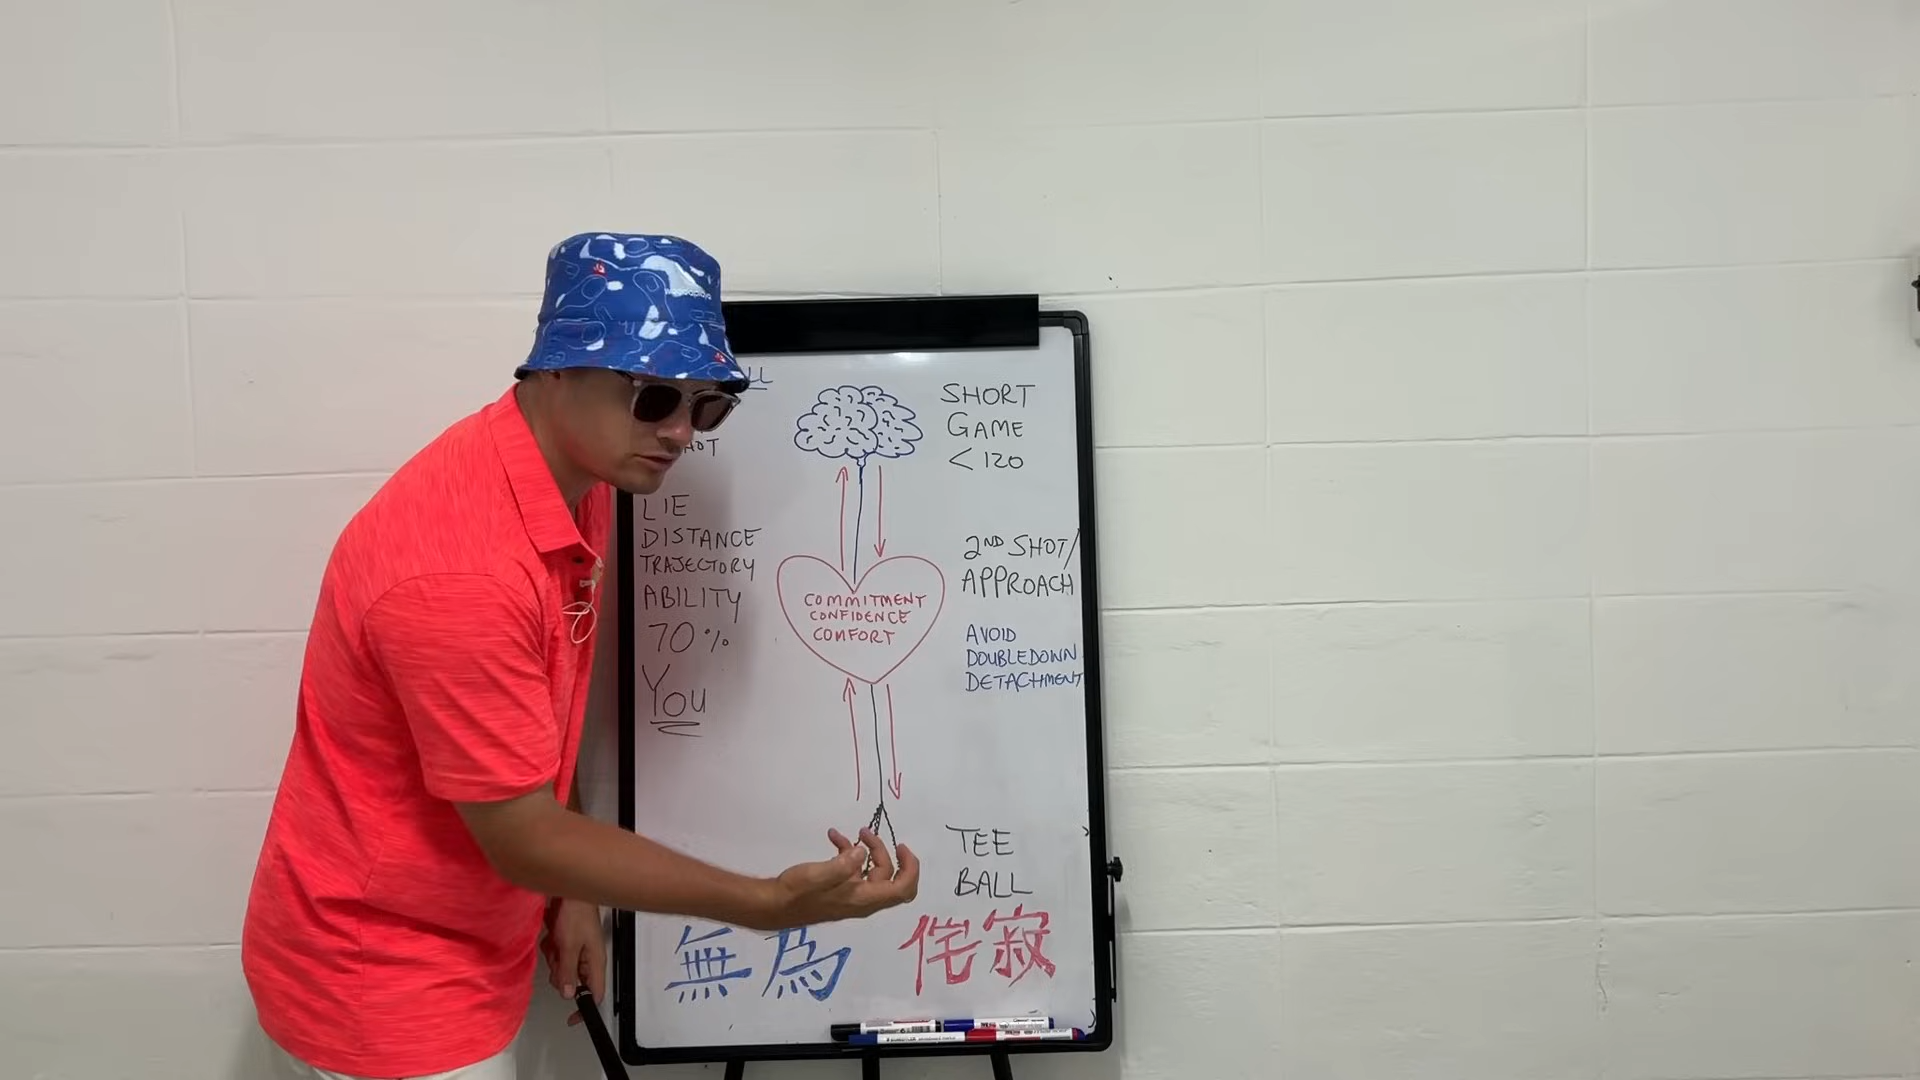 LIE
DISTANCE
TRAJECTORY
ABILITY
70%
YOU
COMMITMENT
CONFIDENCE
COMFORT
SHORT
GAME
< 120
2ND SHOT/
APPROACH
AVOID
DOUBLEDOWN
DETACHMENT
TEE
BALL
無為
侘寂